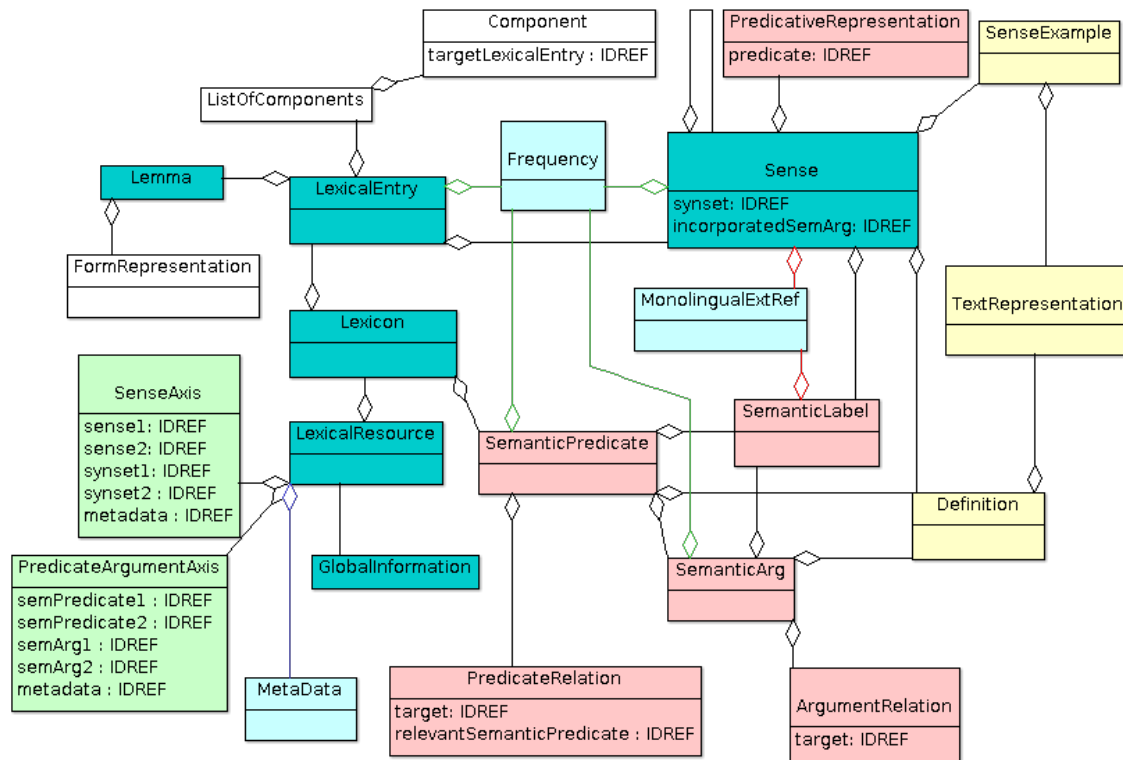 Component
targetLexicalEntry : IDREF
PredicativeRepresentation
predicate: IDREF
SenseExample
ListOfComponents
Frequency
Sense
synset: IDREF
incorporatedSemArg: IDREF
Lemma
LexicalEntry
FormRepresentation
MonolingualExtRef
TextRepresentation
Lexicon
SenseAxis
sense1: IDREF
sense2: IDREF
synset1: IDREF
synset2 : IDREF
metadata : IDREF
LexicalResource
SemanticPredicate
SemanticLabel
Definition
PredicateArgumentAxis
semPredicate1 : IDREF
semPredicate2 : IDREF
semArg1 : IDREF
semArg2 : IDREF
metadata : IDREF
GlobalInformation
SemanticArg
MetaData
PredicateRelation
target: IDREF
relevantSemanticPredicate : IDREF
ArgumentRelation
target: IDREF